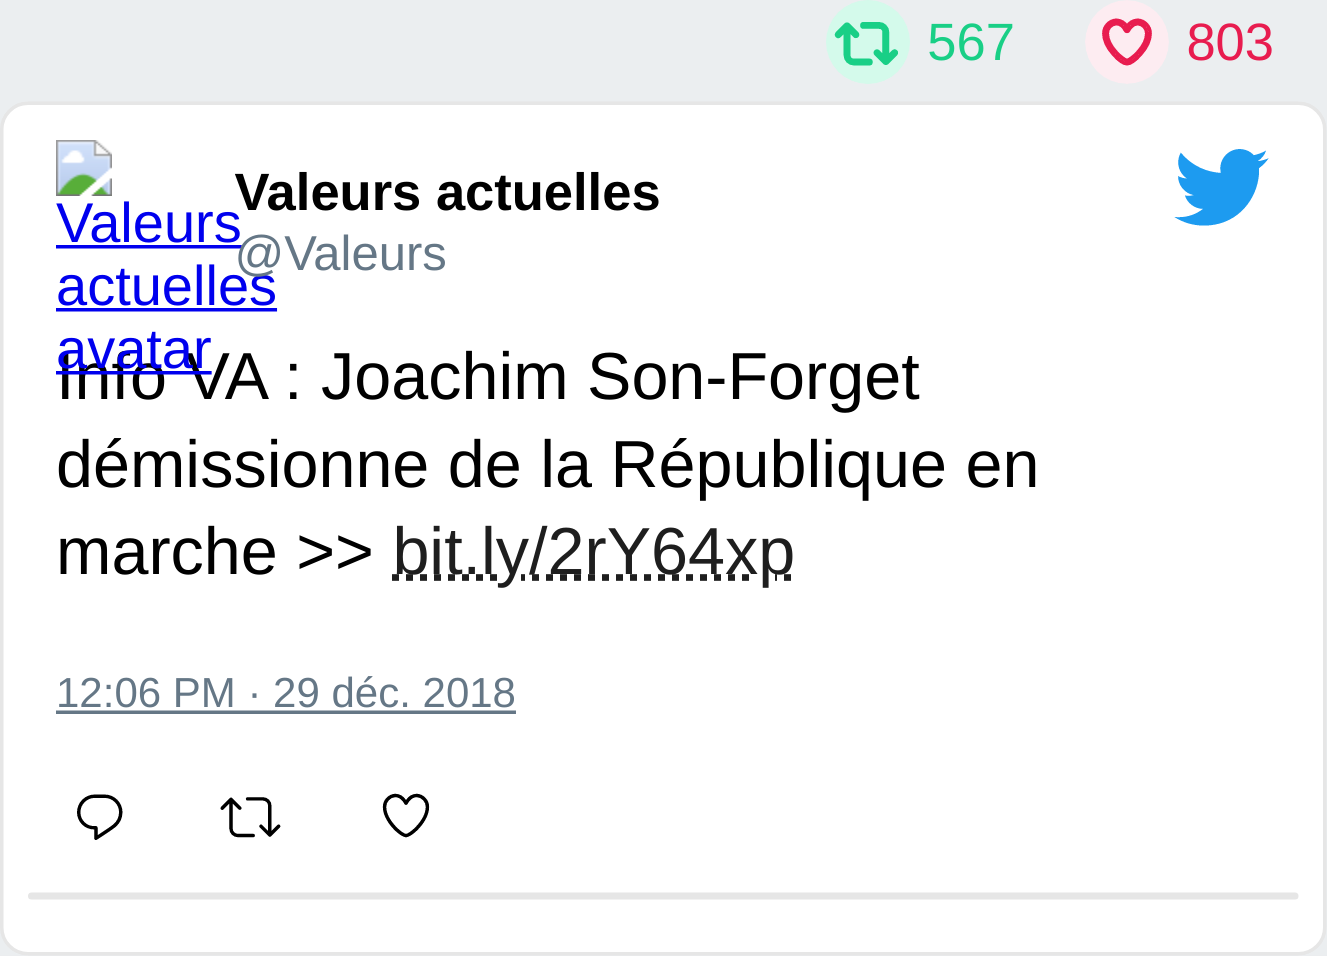 567 803
Valeurs actuelles avatar
Valeurs actuelles
@Valeurs
Info VA : Joachim Son-Forget
démissionne de la République en
marche >> bit.ly/2rY64xp
12:06 PM · 29 déc. 2018